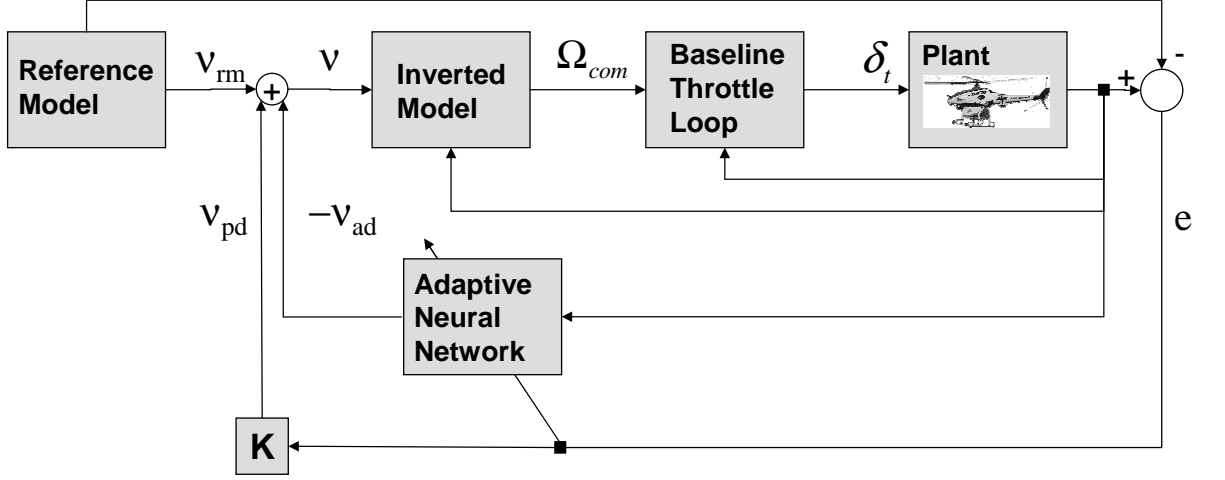 Reference
Model
ν_rm
+
ν
Inverted
Model
Ω_com
Baseline
Throttle
Loop
δ_t
Plant
+
-
ν_pd
−ν_ad
e
Adaptive
Neural
Network
K